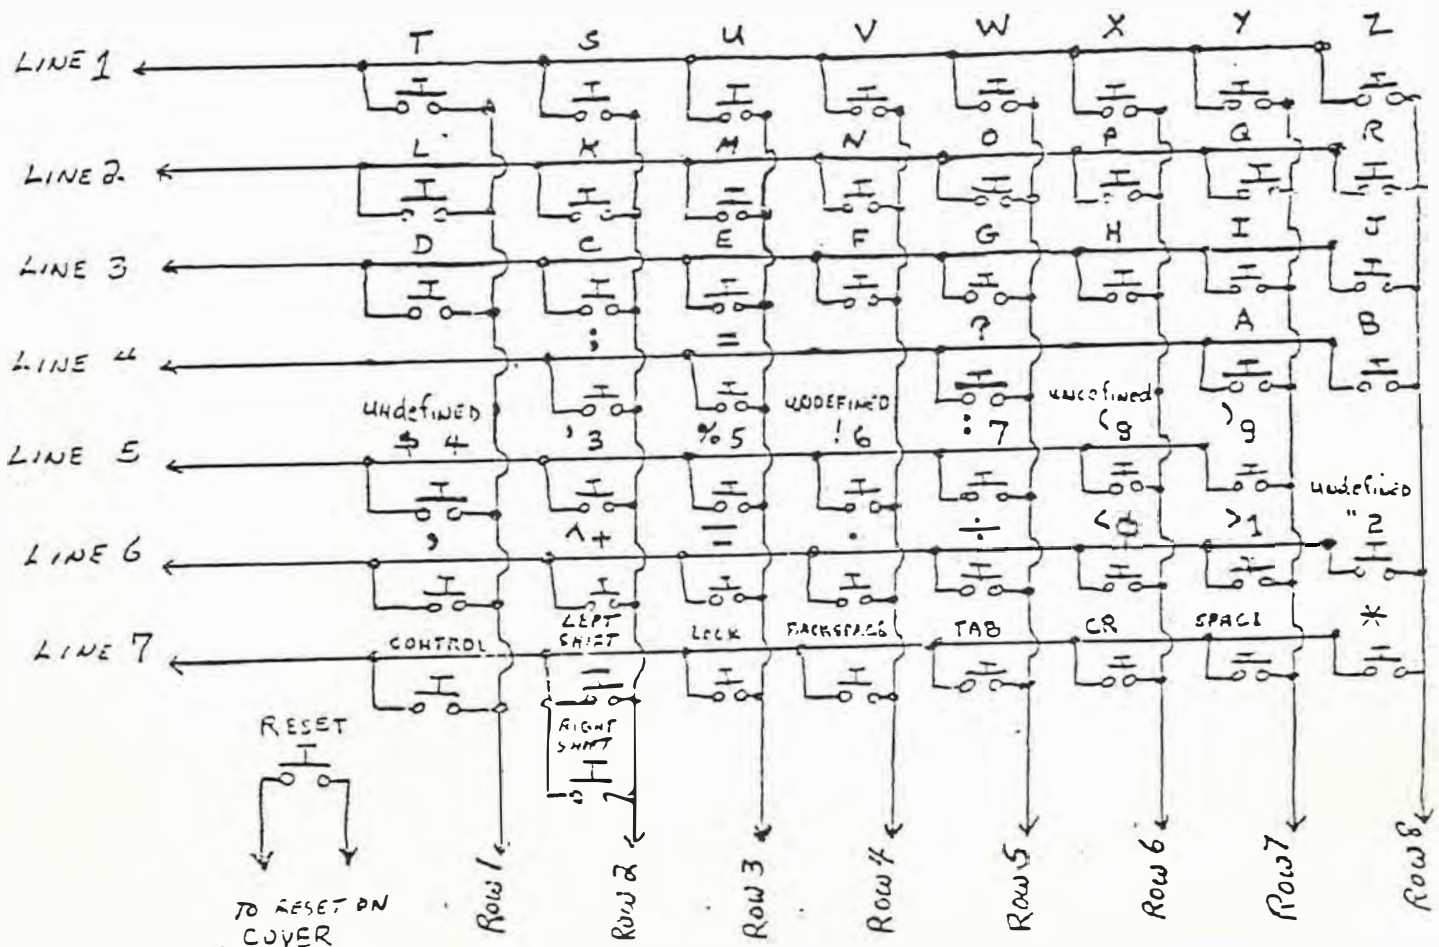 T S U V W X Y Z
LINE 1
L K M N O P Q R
LINE 2
D C E F G H I J
LINE 3
; = ? A B
LINE 4
UNDEFINED UNDEFINED UNDEFINED
$ 4 ' 3 % 5 ! 6 : 7 ( 8 ) 9
LINE 5
UNDEFINED
, ^ + — . ÷ < 0 > 1 " 2
LINE 6
CONTROL LEFT SHIFT LOCK BACKSPACE TAB CR SPACE *
LINE 7
RIGHT SHIFT
RESET
TO RESET ON
COVER
ROW 1 ROW 2 ROW 3 ROW 4 ROW 5 ROW 6 ROW 7 ROW 8